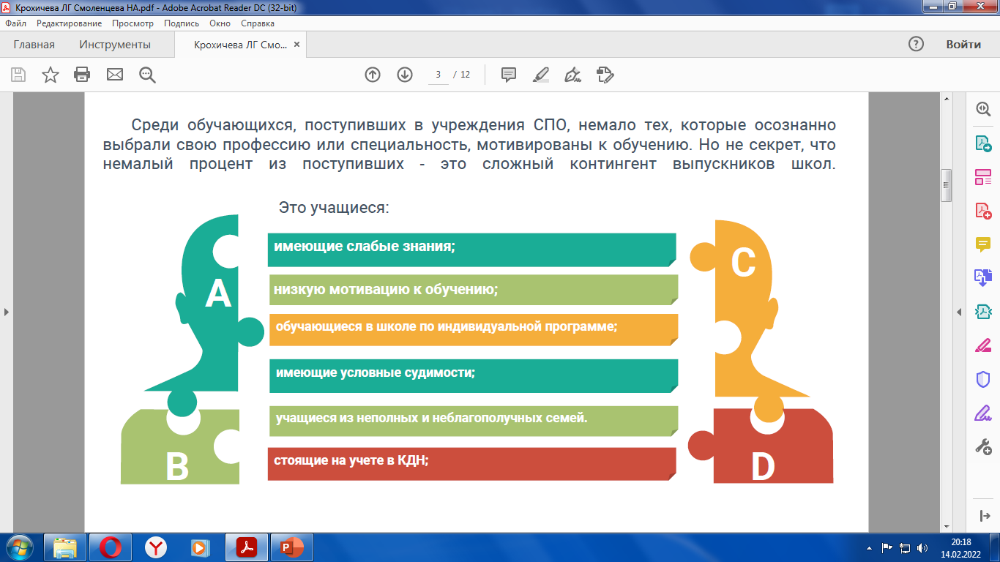 Крохичева ЛГ Смоленцева НА.pdf - Adobe Acrobat Reader DC (32-bit)
Файл Редактирование Просмотр Подпись Окно Справка
Главная Инструменты Крохичева ЛГ Смо... × Войти
3 / 12
Среди обучающихся, поступивших в учреждения СПО, немало тех, которые осознанно
выбрали свою профессию или специальность, мотивированы к обучению. Но не секрет, что
немалый процент из поступивших - это сложный контингент выпускников школ.
Это учащиеся:
имеющие слабые знания;
низкую мотивацию к обучению;
обучающиеся в школе по индивидуальной программе;
имеющие условные судимости;
учащиеся из неполных и неблагополучных семей.
стоящие на учете в КДН;
A
B
C
D
20:18
14.02.2022